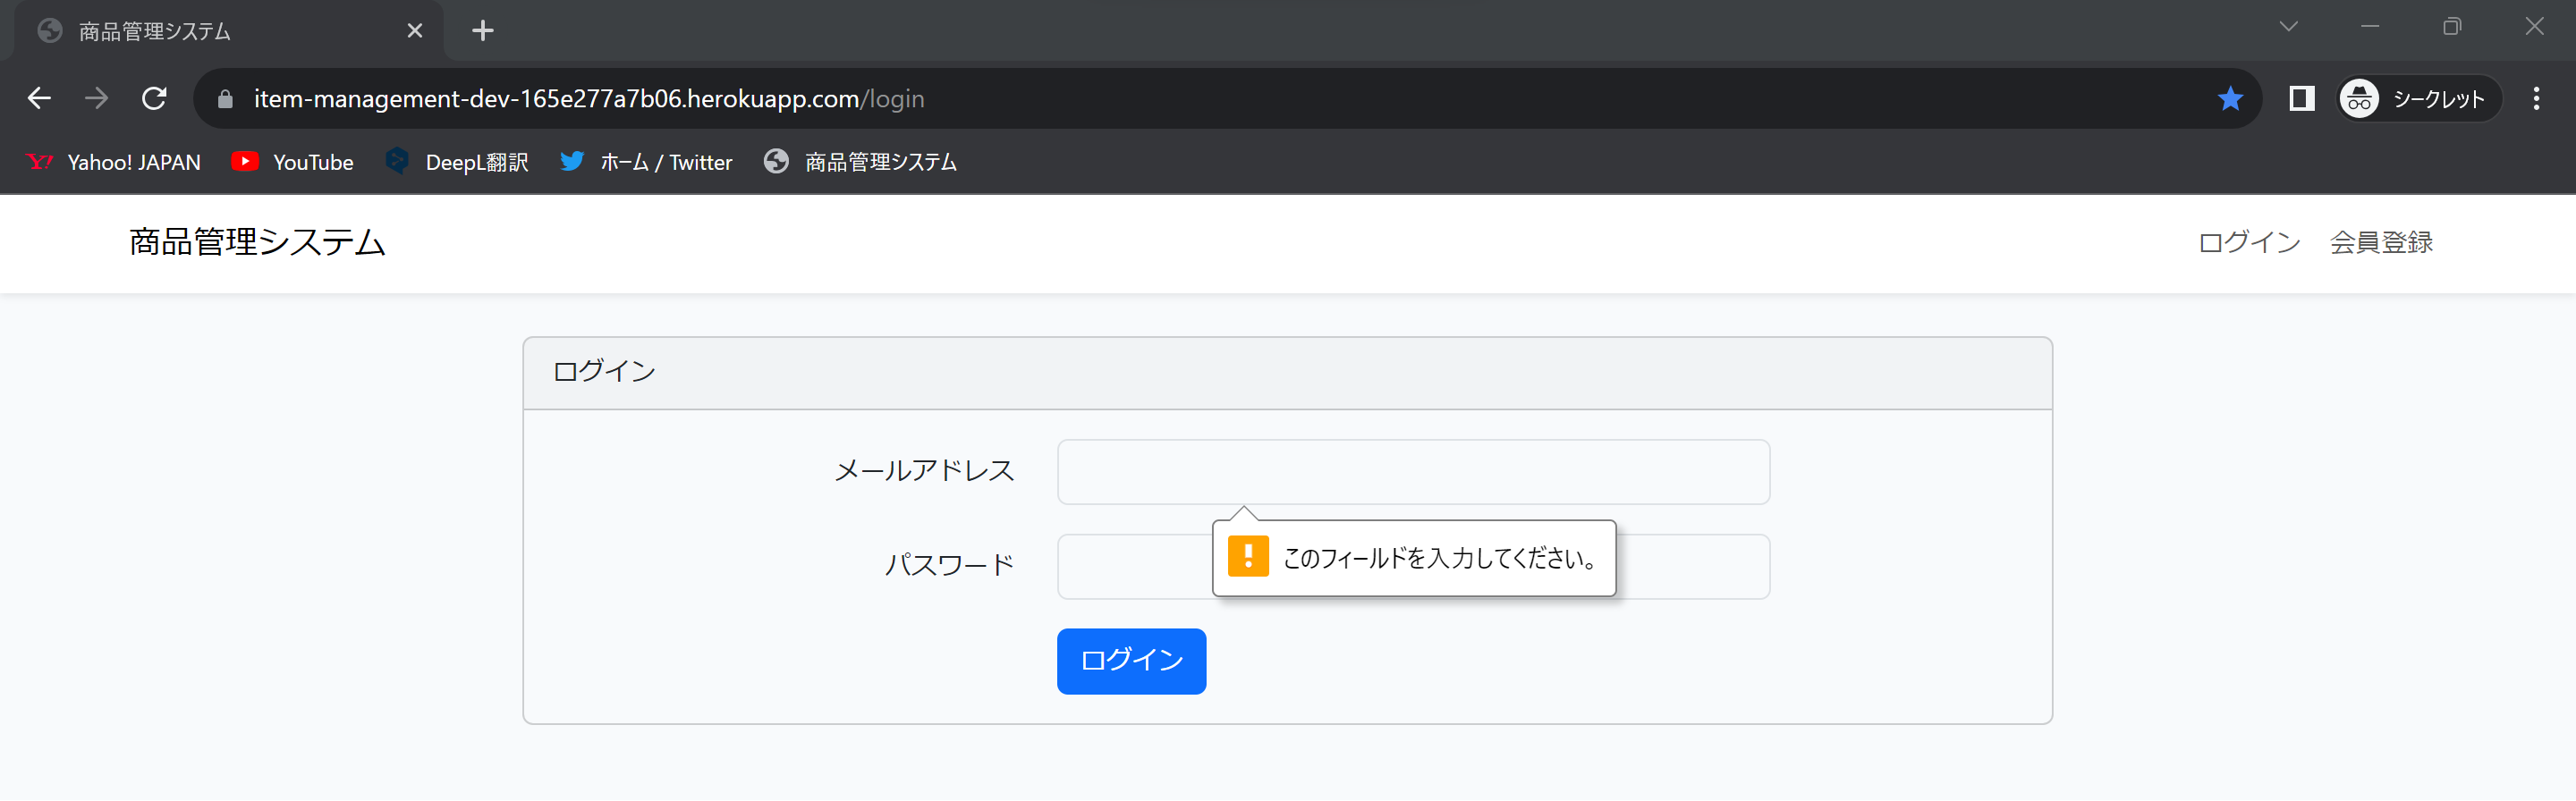 商品管理システム
item-management-dev-165e277a7b06.herokuapp.com/login
シークレット
Yahoo! JAPAN
YouTube
DeepL翻訳
ホーム / Twitter
商品管理システム
商品管理システム
ログイン
会員登録
ログイン
メールアドレス
このフィールドを入力してください。
パスワード
ログイン